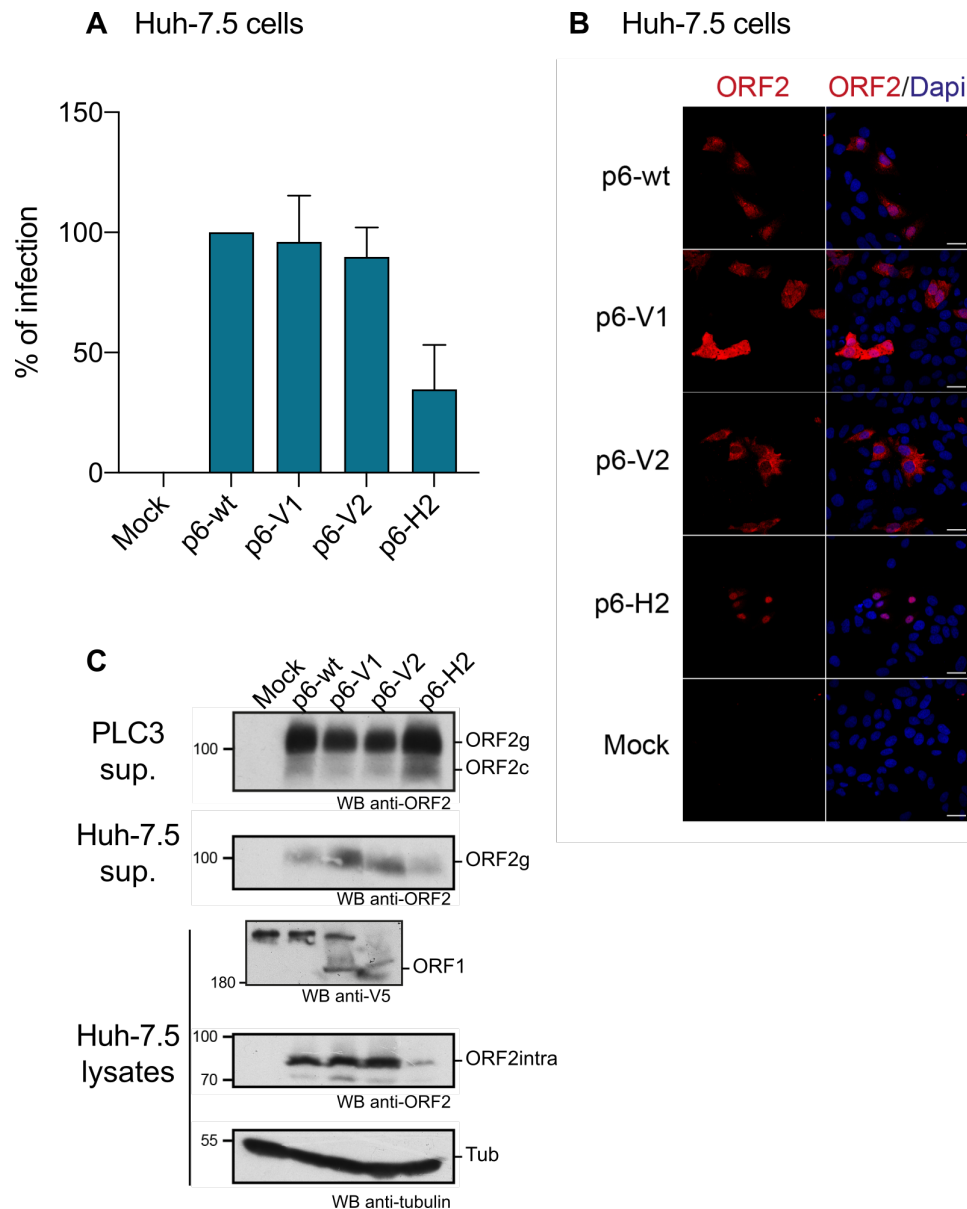 A Huh-7.5 cells
150
100
50
0
% of infection
Mock
p6-wt
p6-V1
p6-V2
p6-H2
B Huh-7.5 cells
ORF2 ORF2/Dapi
p6-wt
p6-V1
p6-V2
p6-H2
Mock
C
Mock
p6-wt
p6-V1
p6-V2
p6-H2
PLC3
sup.
100
ORF2g
ORF2c
WB anti-ORF2
Huh-7.5
sup.
100
ORF2g
WB anti-ORF2
Huh-7.5
lysates
180
ORF1
WB anti-V5
100
70
ORF2intra
WB anti-ORF2
55
Tub
WB anti-tubulin